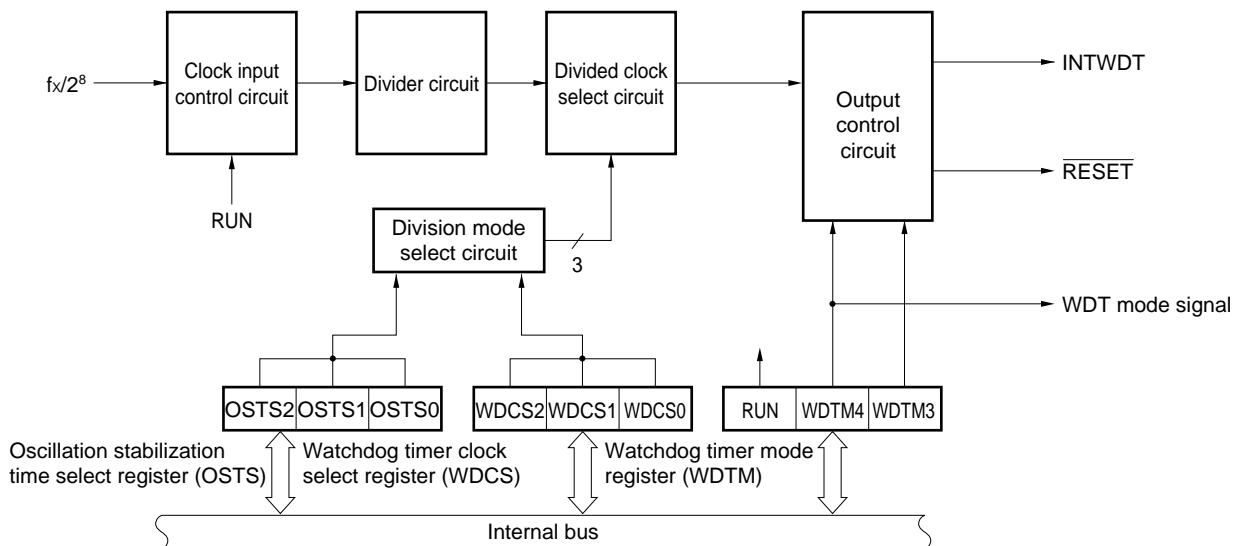 fX/2⁸
Clock input
control circuit
Divider circuit
Divided clock
select circuit
Output
control
circuit
INTWDT
RESET
RUN
Division mode
select circuit
3
WDT mode signal
OSTS2 OSTS1 OSTS0
WDCS2 WDCS1 WDCS0
RUN WDTM4 WDTM3
Oscillation stabilization
time select register (OSTS)
Watchdog timer clock
select register (WDCS)
Watchdog timer mode
register (WDTM)
Internal bus